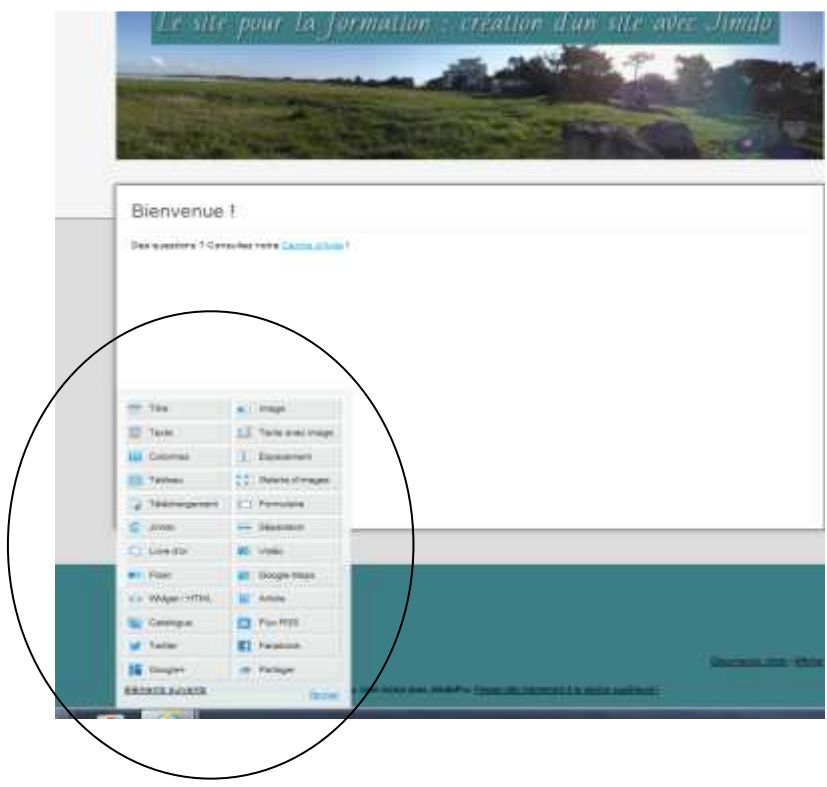 Le site pour la formation : création d'un site avec Jimdo
Bienvenue !
Des questions ? Consultez notre Centre d'Aide !
Titre Image
Texte Texte avec image
Colonnes Espacement
Tableau Galerie d'images
Téléchargement Formulaire
Jimdo Séparation
Livre d'or Vidéo
Flickr Google Maps
Widget / HTML Article
Catalogue Flux RSS
Twitter Facebook
Google+ Partager